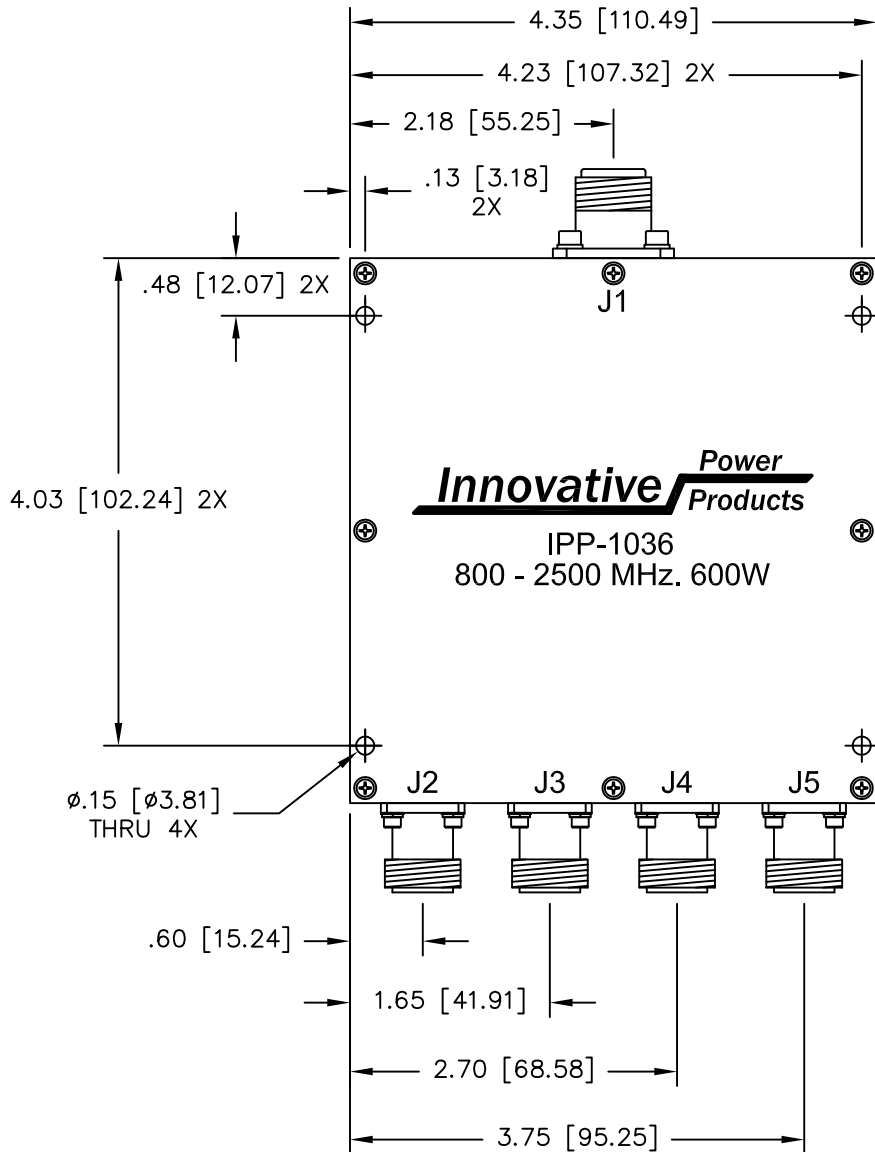 4.35 [110.49]
4.23 [107.32] 2X
2.18 [55.25]
.13 [3.18]
2X
.48 [12.07] 2X
J1
4.03 [102.24] 2X
Innovative Power
Products
IPP-1036
800 - 2500 MHz. 600W
ø.15 [ø3.81]
THRU 4X
J2 J3 J4 J5
.60 [15.24]
1.65 [41.91]
2.70 [68.58]
3.75 [95.25]